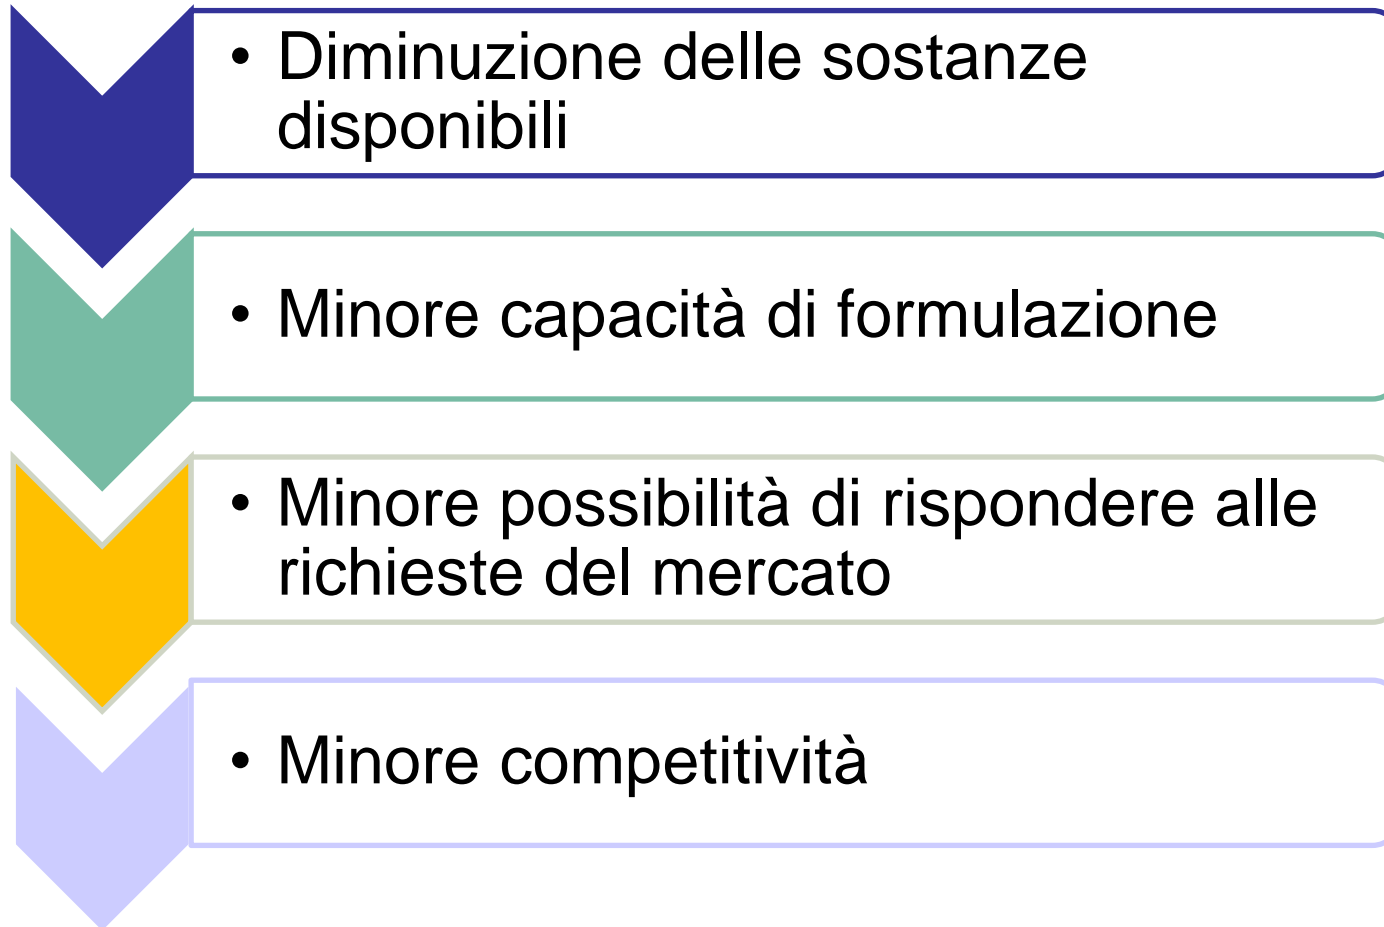 • Diminuzione delle sostanze
disponibili
• Minore capacità di formulazione
• Minore possibilità di rispondere alle
richieste del mercato
• Minore competitività